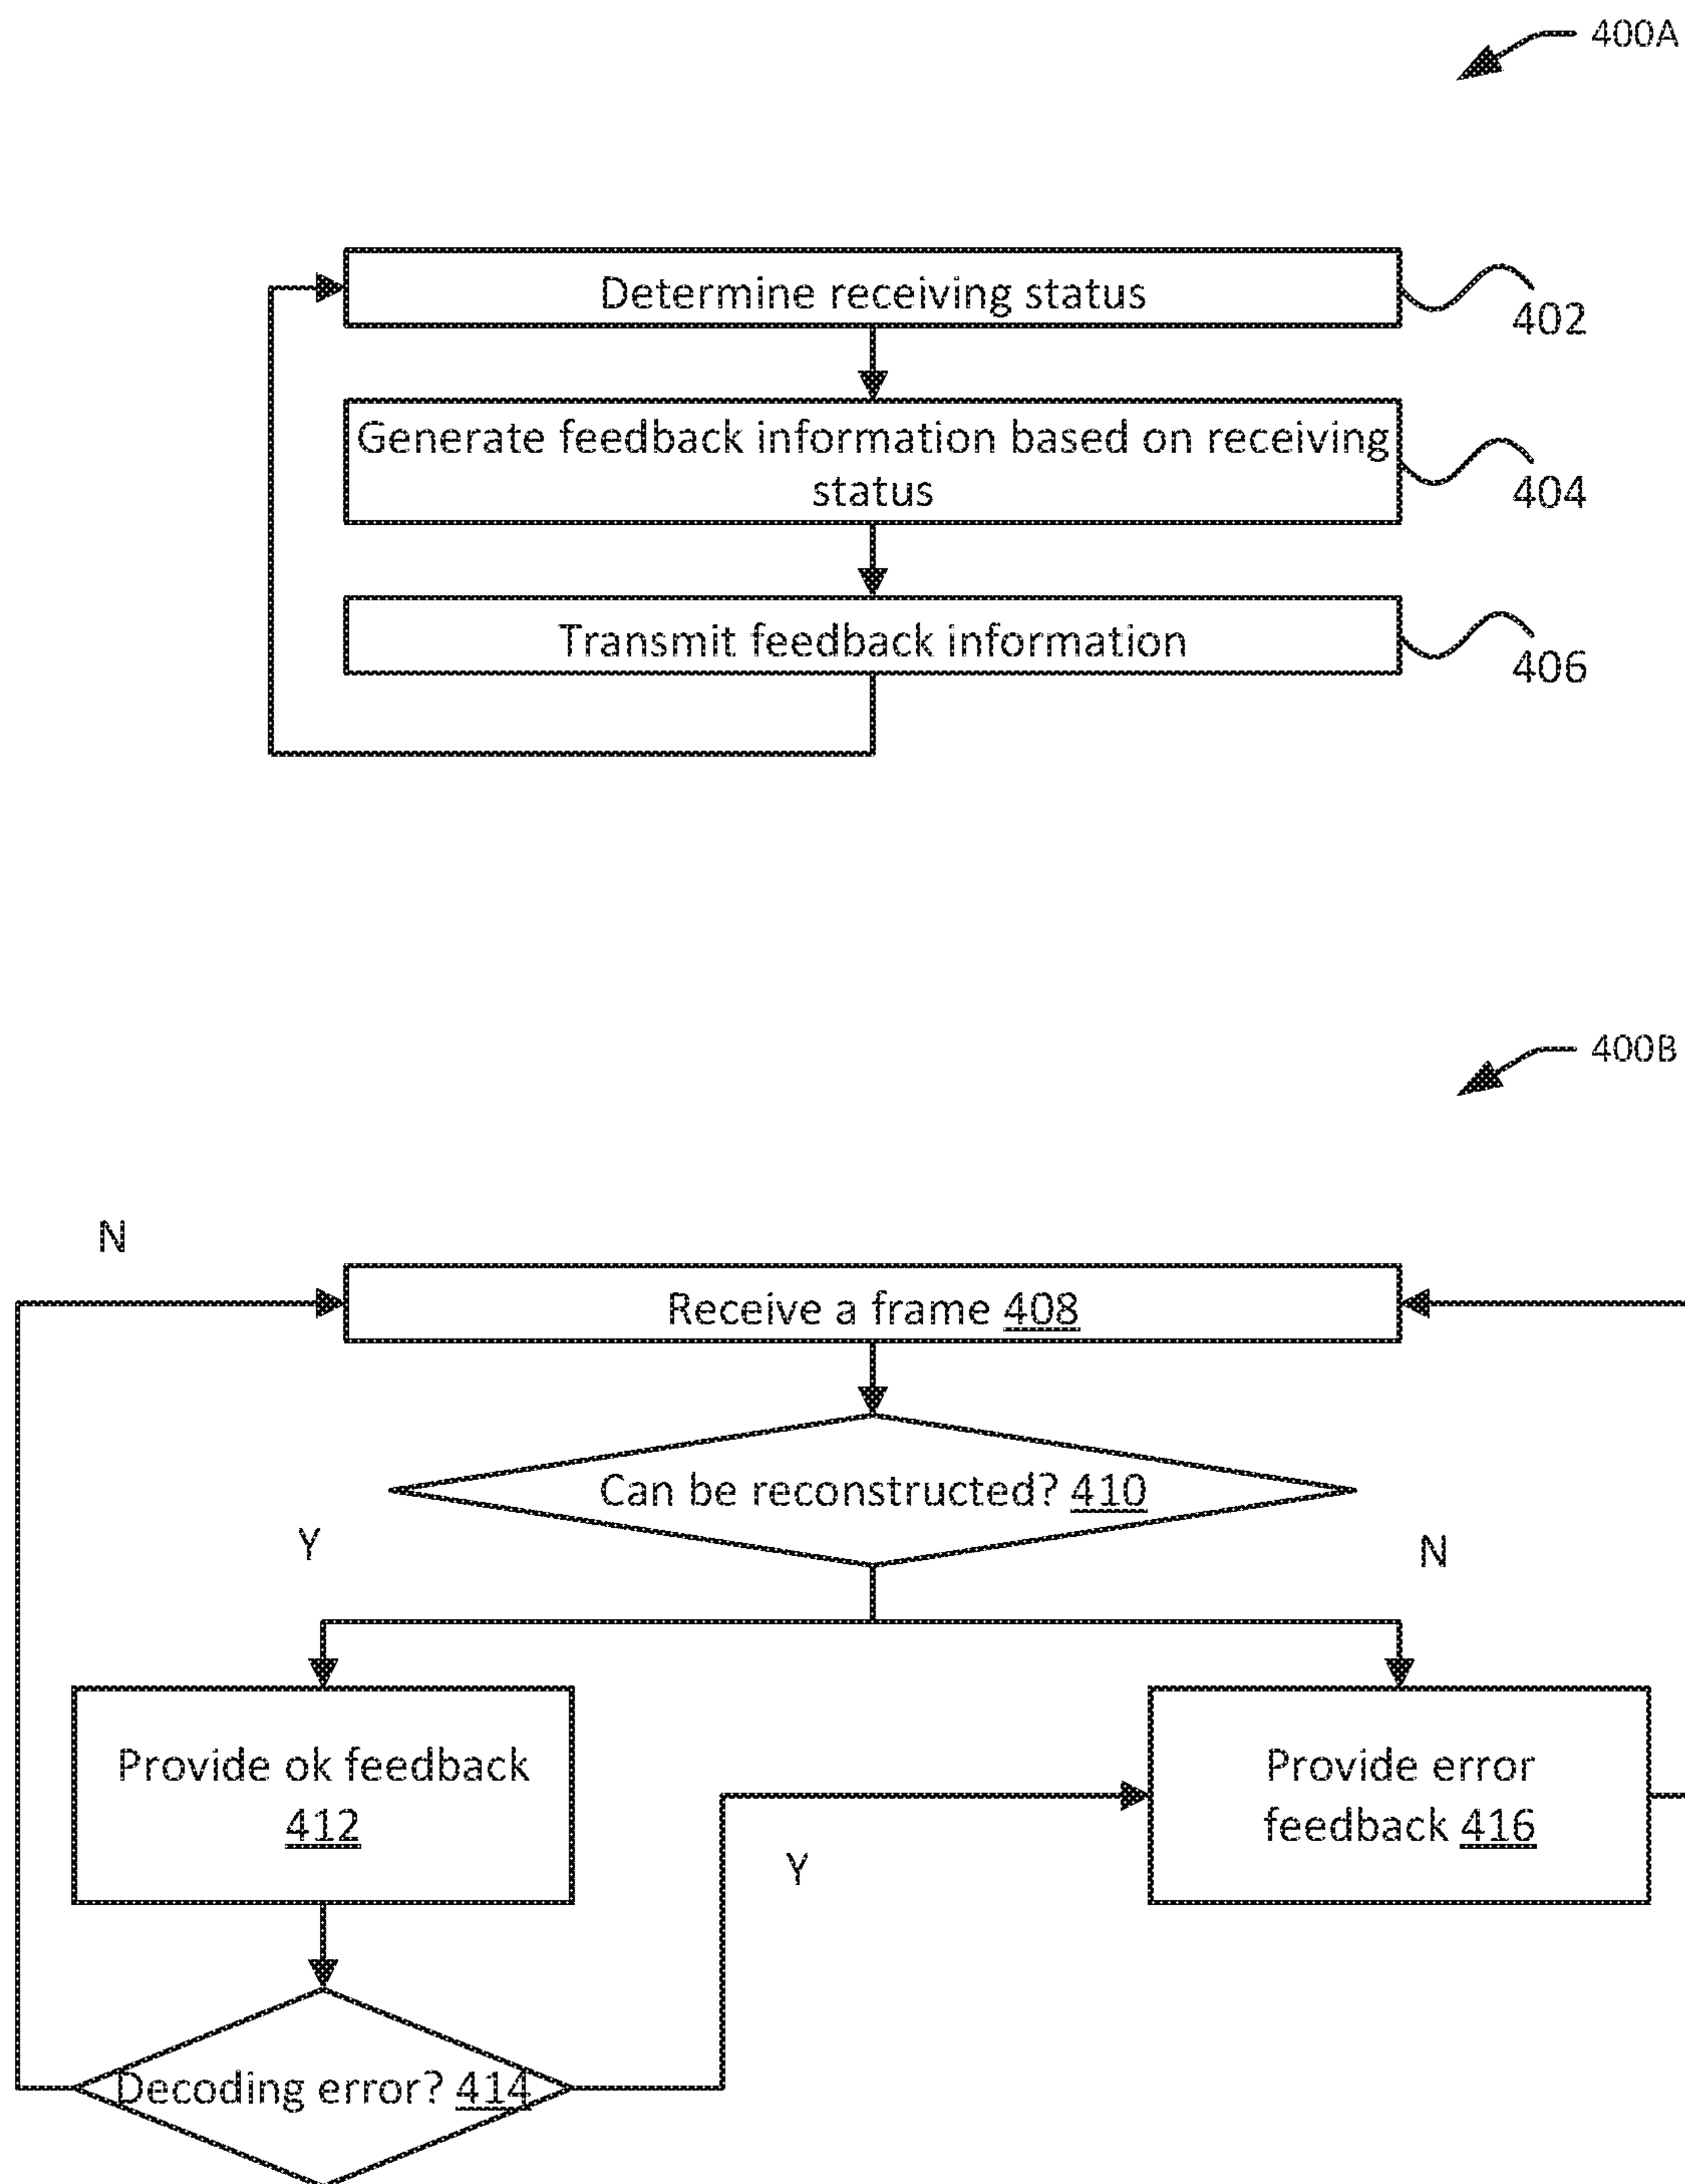 400A
Determine receiving status
402
Generate feedback information based on receiving
status
404
Transmit feedback information
406
400B
N
Receive a frame 408
Can be reconstructed? 410
Y
N
Provide ok feedback
412
Provide error
feedback 416
Y
Decoding error? 414